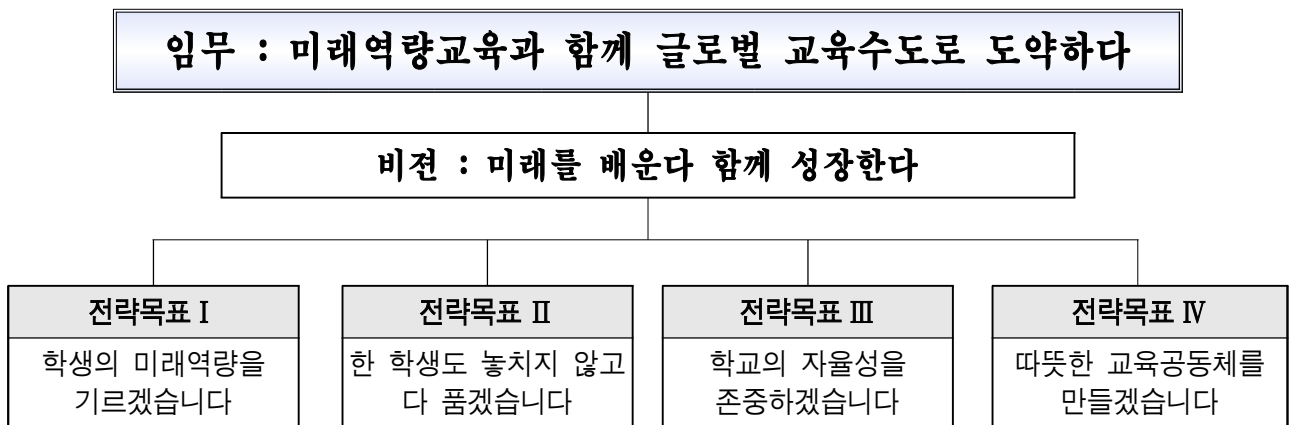 임무 : 미래역량교육과 함께 글로벌 교육수도로 도약하다
비젼 : 미래를 배운다 함께 성장한다
전략목표 Ⅰ
학생의 미래역량을
기르겠습니다
전략목표 Ⅱ
한 학생도 놓치지 않고
다 품겠습니다
전략목표 Ⅲ
학교의 자율성을
존중하겠습니다
전략목표 Ⅳ
따뜻한 교육공동체를
만들겠습니다